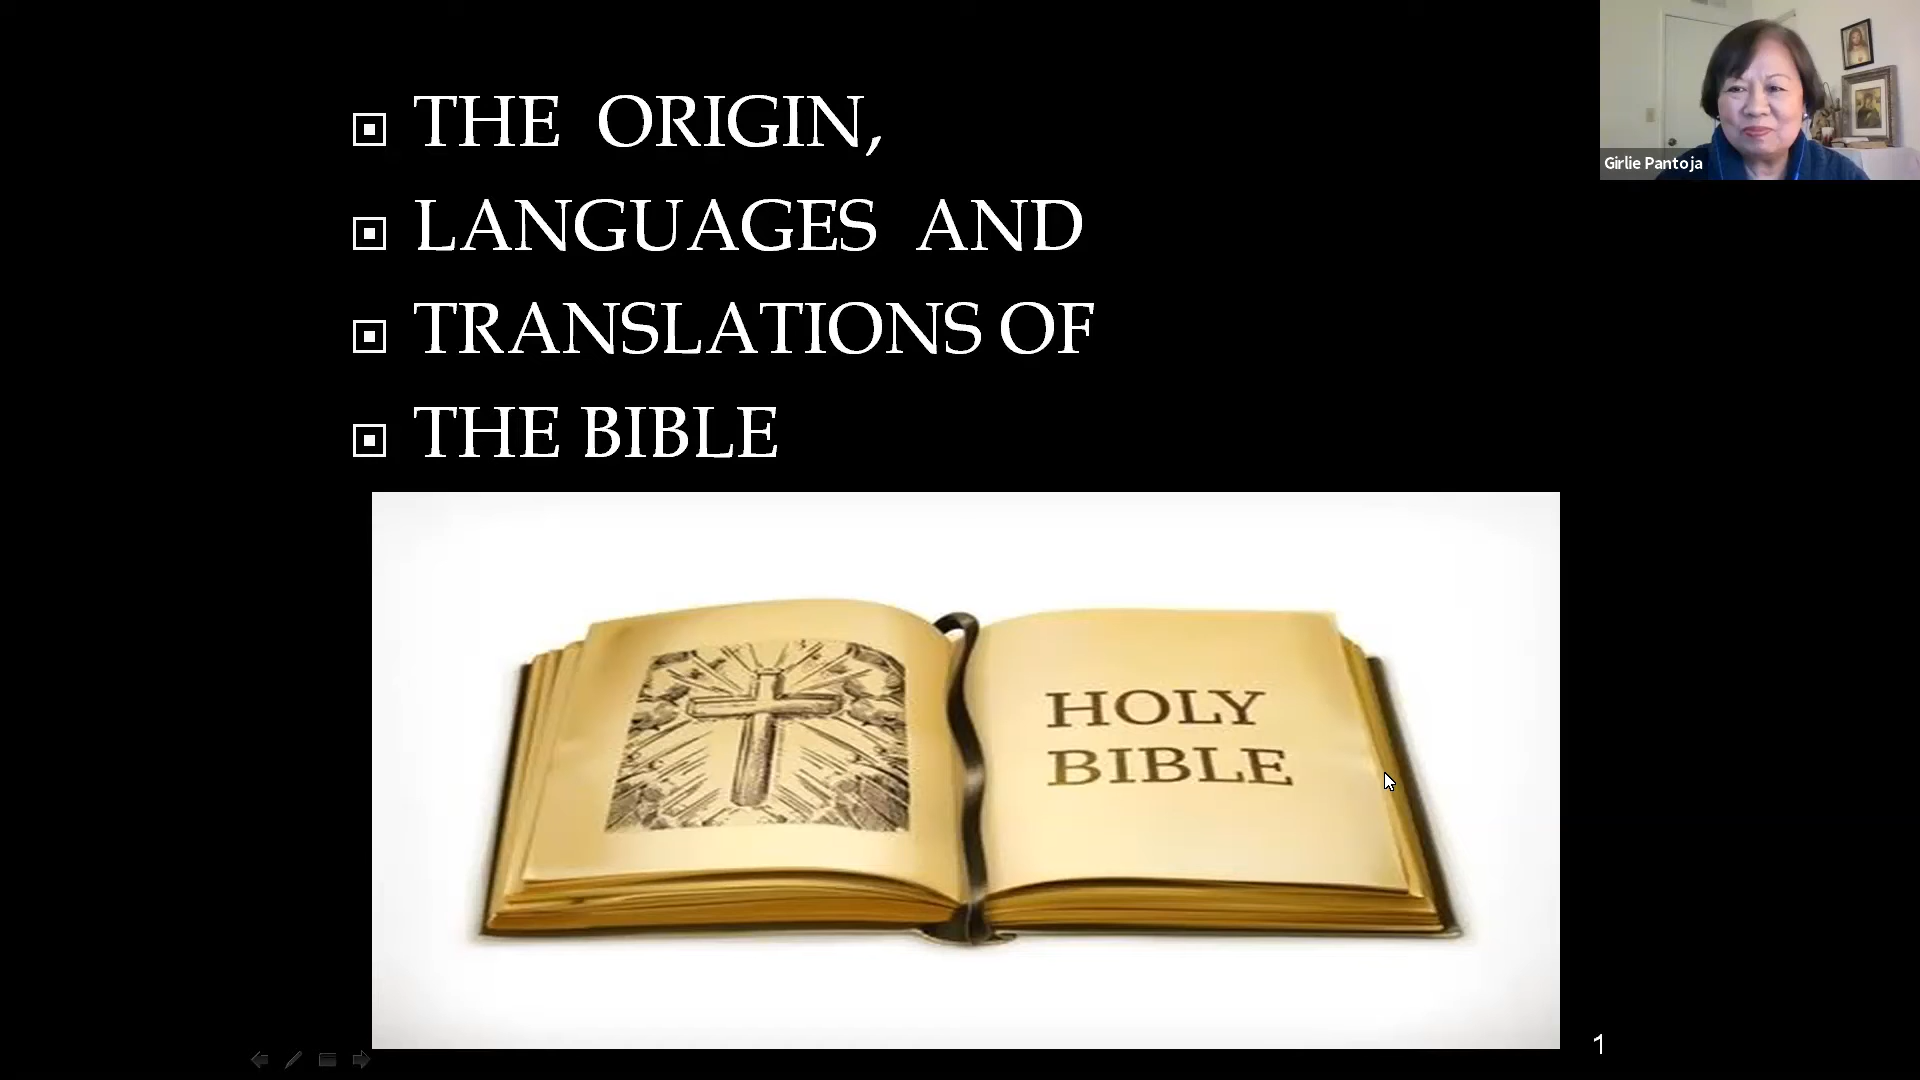 THE ORIGIN,
LANGUAGES AND
TRANSLATIONS OF
THE BIBLE
Girlie Pantoja
HOLY
BIBLE
1